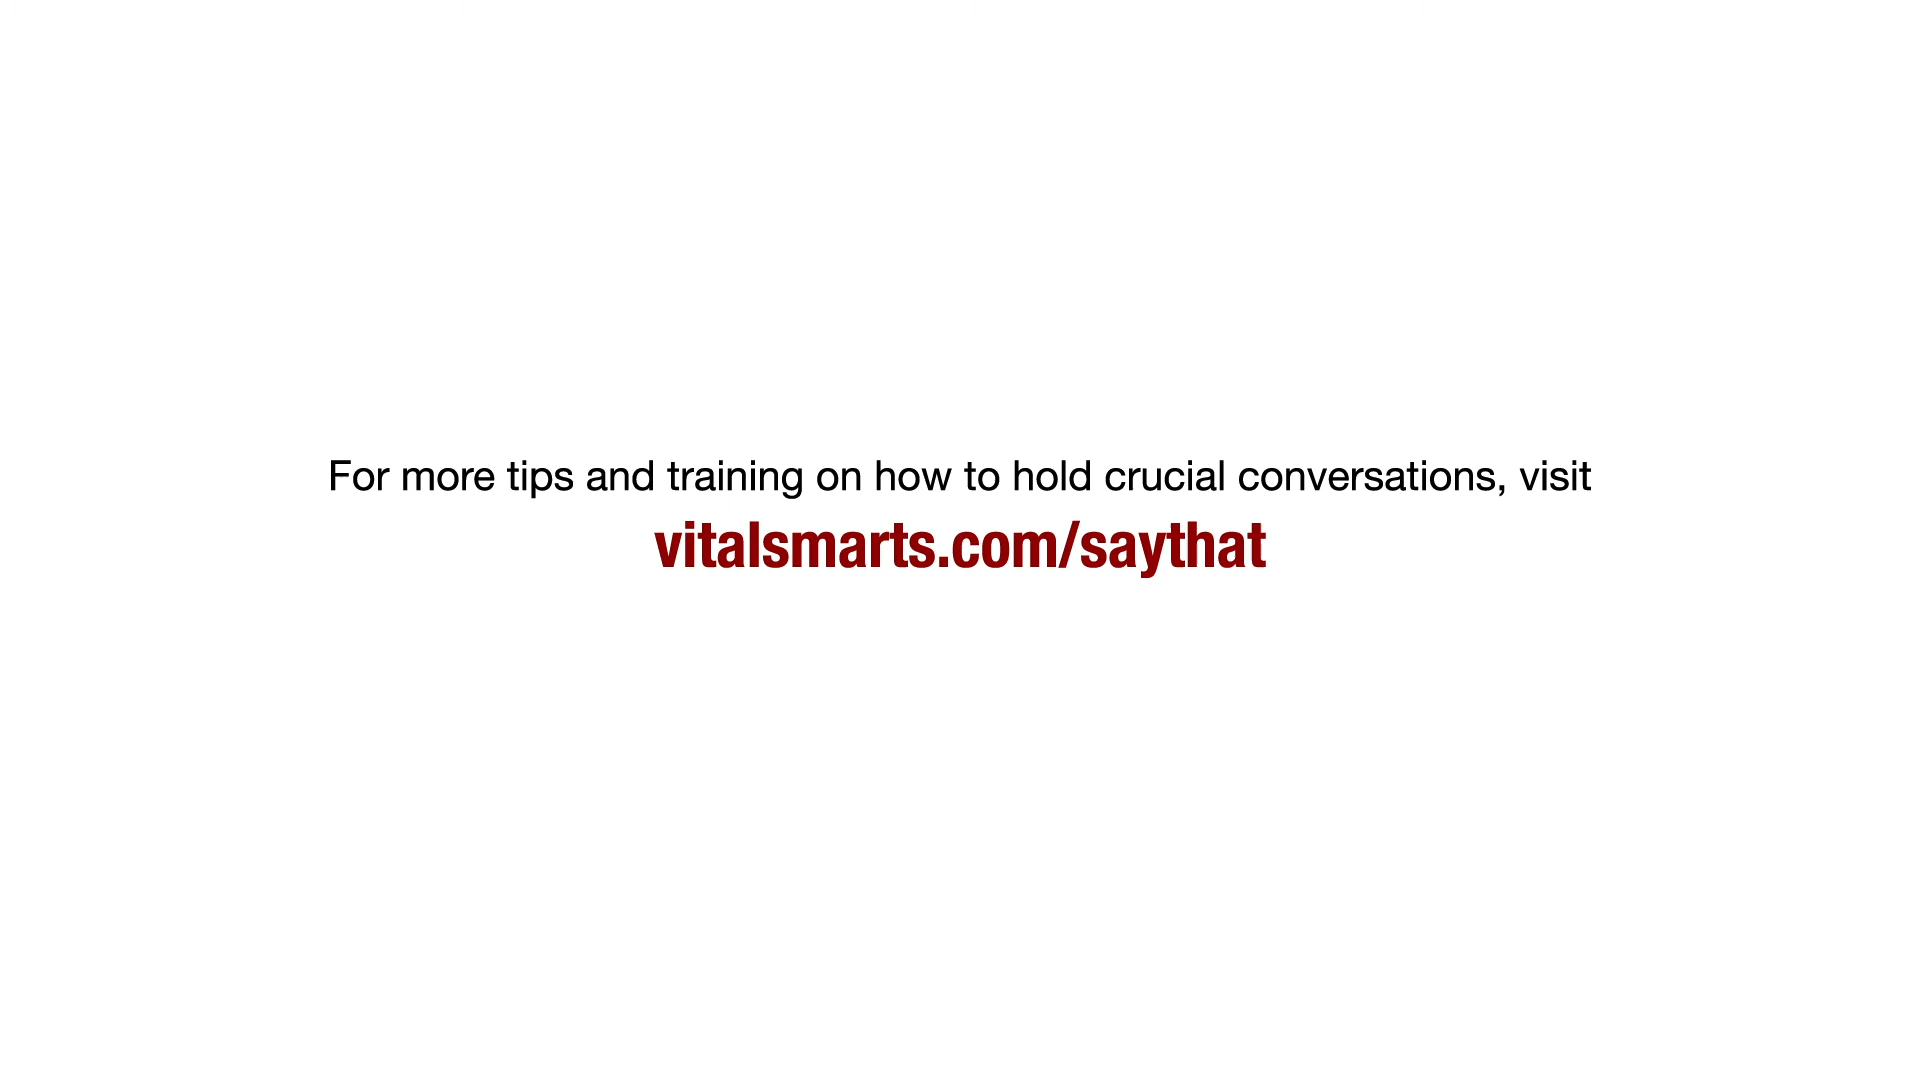 For more tips and training on how to hold crucial conversations, visit
vitalsmarts.com/saythat